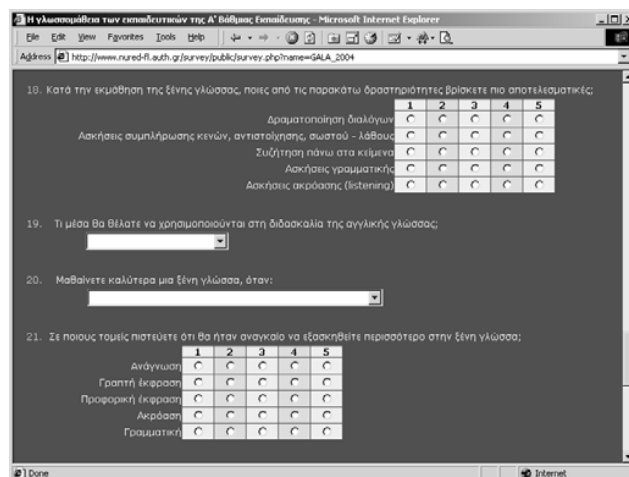 Η γλωσσομάθεια των εκπαιδευτικών της Α' Βάθμιας Εκπαίδευσης - Microsoft Internet Explorer
File Edit View Favorites Tools Help
Address http://www.nured-fl.auth.gr/survey/public/survey.php?name=GALA_2004
18. Κατά την εκμάθηση της ξένης γλώσσας, ποιες από τις παρακάτω δραστηριότητες βρίσκετε πιο αποτελεσματικές;
1 2 3 4 5
Δραματοποίηση διαλόγων
Ασκήσεις συμπλήρωσης κενών, αντιστοίχησης, σωστού - λάθους
Συζήτηση πάνω στα κείμενα
Ασκήσεις γραμματικής
Ασκήσεις ακρόασης (listening)
19. Τι μέσα θα θέλατε να χρησιμοποιούνται στη διδασκαλία της αγγλικής γλώσσας;
20. Μαθαίνετε καλύτερα μια ξένη γλώσσα, όταν:
21. Σε ποιους τομείς πιστεύετε ότι θα ήταν αναγκαίο να εξασκηθείτε περισσότερο στην ξένη γλώσσα;
1 2 3 4 5
Ανάγνωση
Γραπτή έκφραση
Προφορική έκφραση
Ακρόαση
Γραμματική
Done Internet